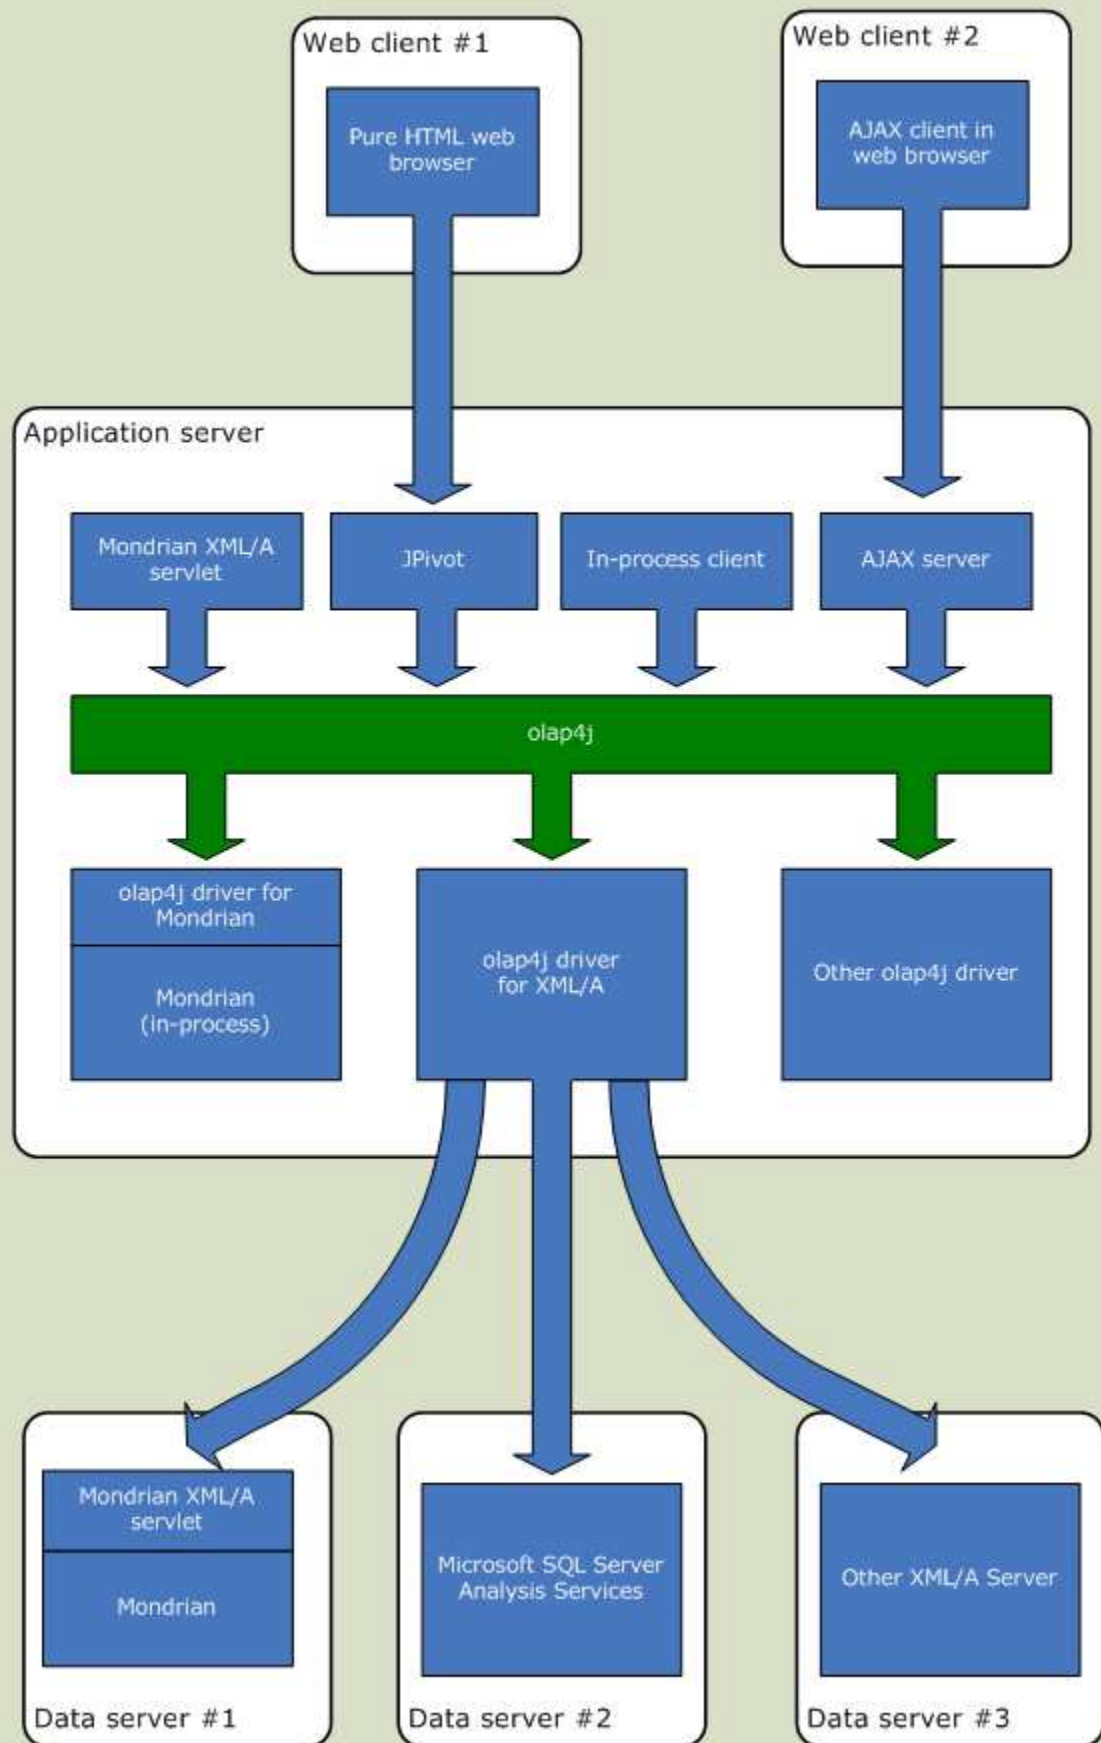 Web client #1
Pure HTML web
browser
Web client #2
AJAX client in
web browser
Application server
Mondrian XML/A
servlet
JPivot
In-process client
AJAX server
olap4j
olap4j driver for
Mondrian
Mondrian
(in-process)
olap4j driver
for XML/A
Other olap4j driver
Mondrian XML/A
servlet
Mondrian
Data server #1
Microsoft SQL Server
Analysis Services
Data server #2
Other XML/A Server
Data server #3